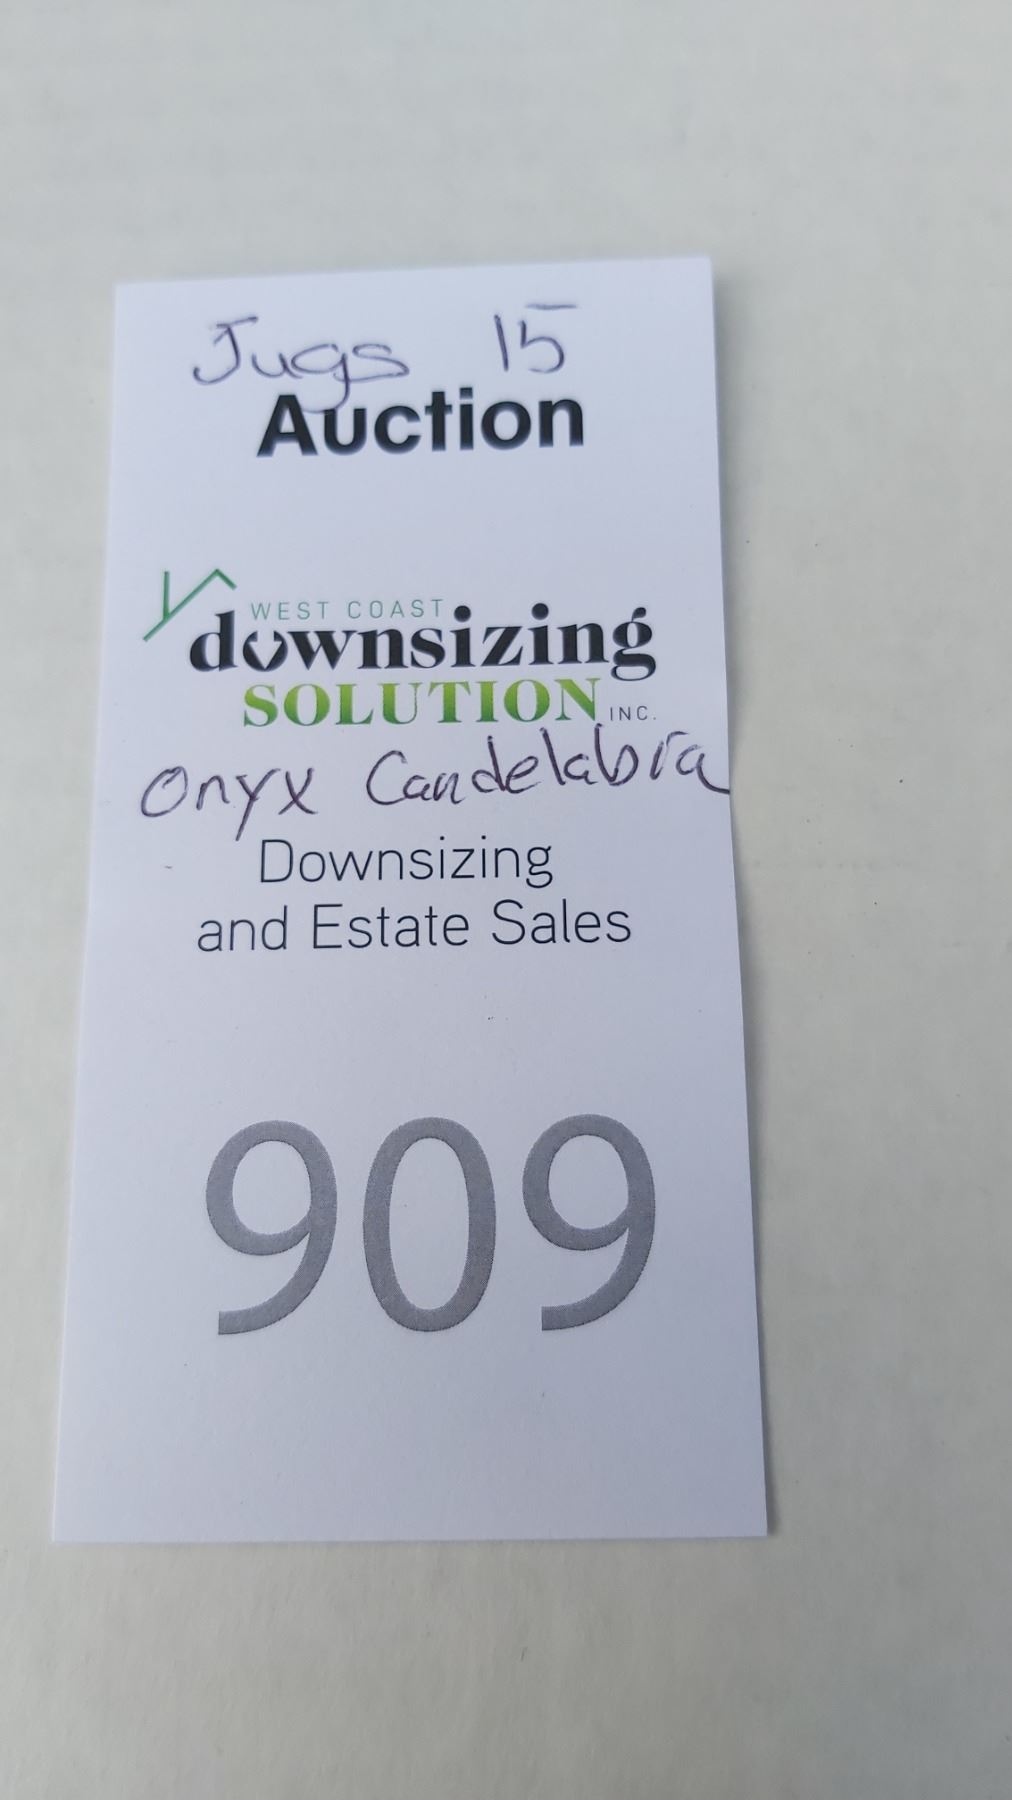 Jugs 15
Auction
WEST COAST
downsizing
SOLUTION INC.
Onyx Candelabra
Downsizing
and Estate Sales
909